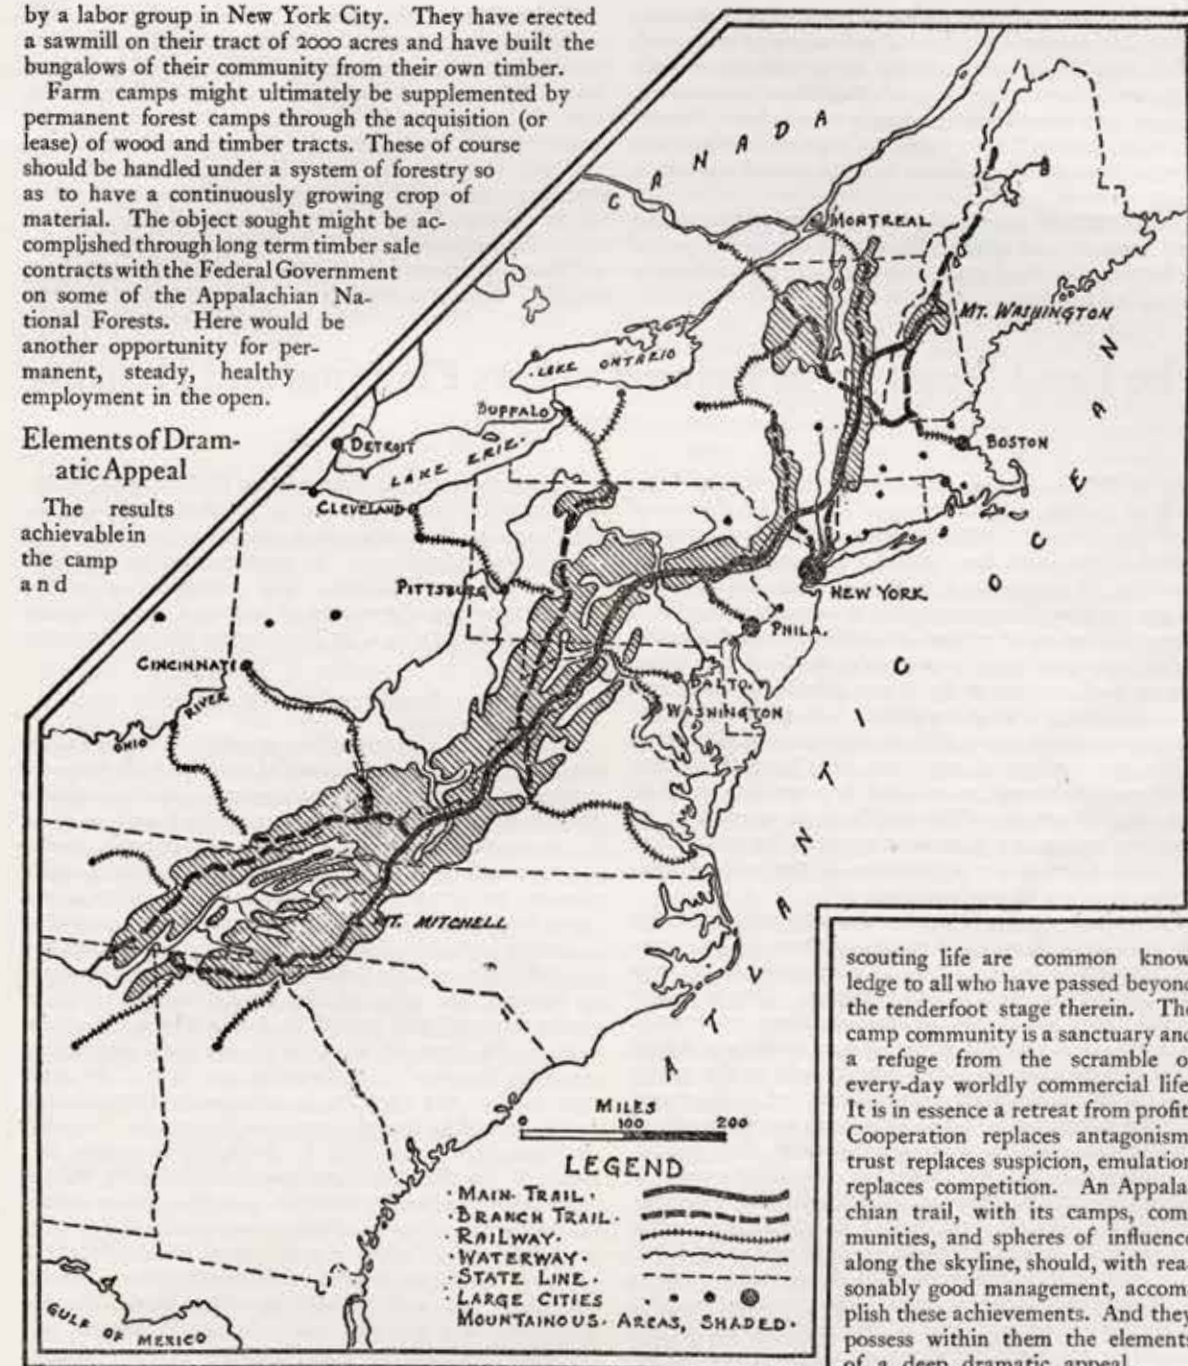 by a labor group in New York City. They have erected
a sawmill on their tract of 2000 acres and have built the
bungalows of their community from their own timber.
Farm camps might ultimately be supplemented by
permanent forest camps through the acquisition (or
lease) of wood and timber tracts. These of course
should be handled under a system of forestry so
as to have a continuously growing crop of
material. The object sought might be ac-
complished through long term timber sale
contracts with the Federal Government
on some of the Appalachian Na-
tional Forests. Here would be
another opportunity for per-
manent, steady, healthy
employment in the open.
Elements of Dram-
atic Appeal
The results
achievable in
the camp
and
CANADA
MONTREAL
MT. WASHINGTON
LAKE ONTARIO
BUFFALO
BOSTON
DETROIT
LAKE ERIE
CLEVELAND
PITTSBURG
NEW YORK
PHILA.
CINCINNATI
BALTO.
WASHINGTON
OHIO RIVER
MT. MITCHELL
ATLANTIC OCEAN
GULF OF MEXICO
MILES
0 100 200
LEGEND
· MAIN TRAIL ·
· BRANCH TRAIL ·
· RAILWAY ·
· WATERWAY ·
· STATE LINE ·
· LARGE CITIES
MOUNTAINOUS · AREAS, SHADED ·
scouting life are common know
ledge to all who have passed beyond
the tenderfoot stage therein. The
camp community is a sanctuary and
a refuge from the scramble o
every-day worldly commercial life
It is in essence a retreat from profit
Cooperation replaces antagonism
trust replaces suspicion, emulation
replaces competition. An Appala
chian trail, with its camps, com
munities, and spheres of influence
along the skyline, should, with rea
sonably good management, accom
plish these achievements. And they
possess within them the elements
of a deep dramatic appeal